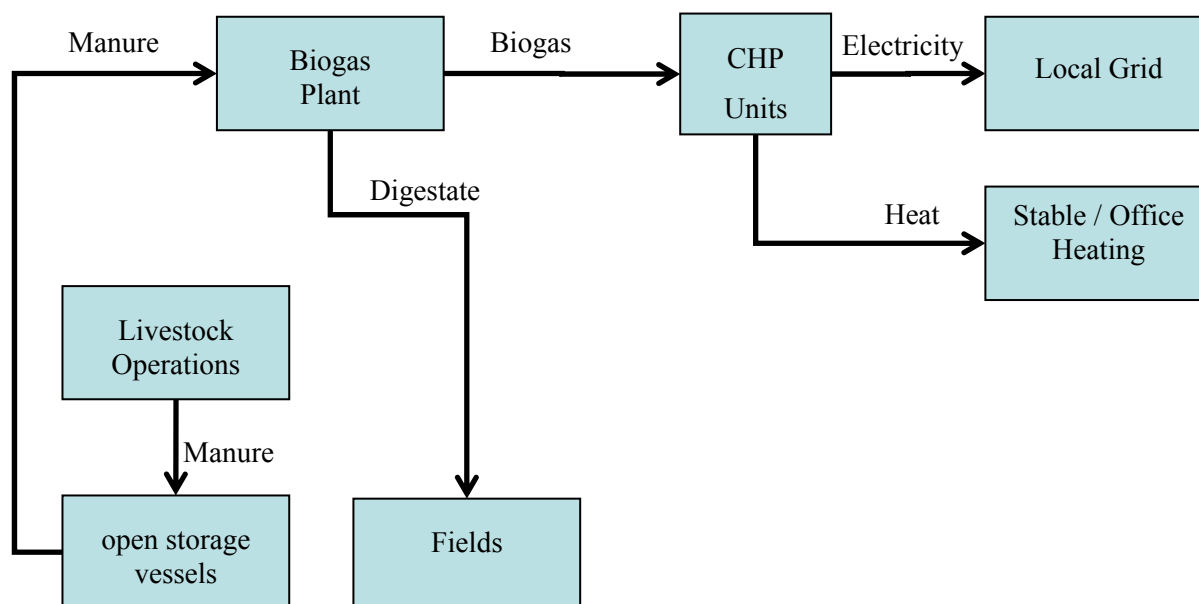 Manure
Biogas
Plant
Biogas
CHP
Units
Electricity
Local Grid
Digestate
Heat
Stable / Office
Heating
Livestock
Operations
Manure
open storage
vessels
Fields